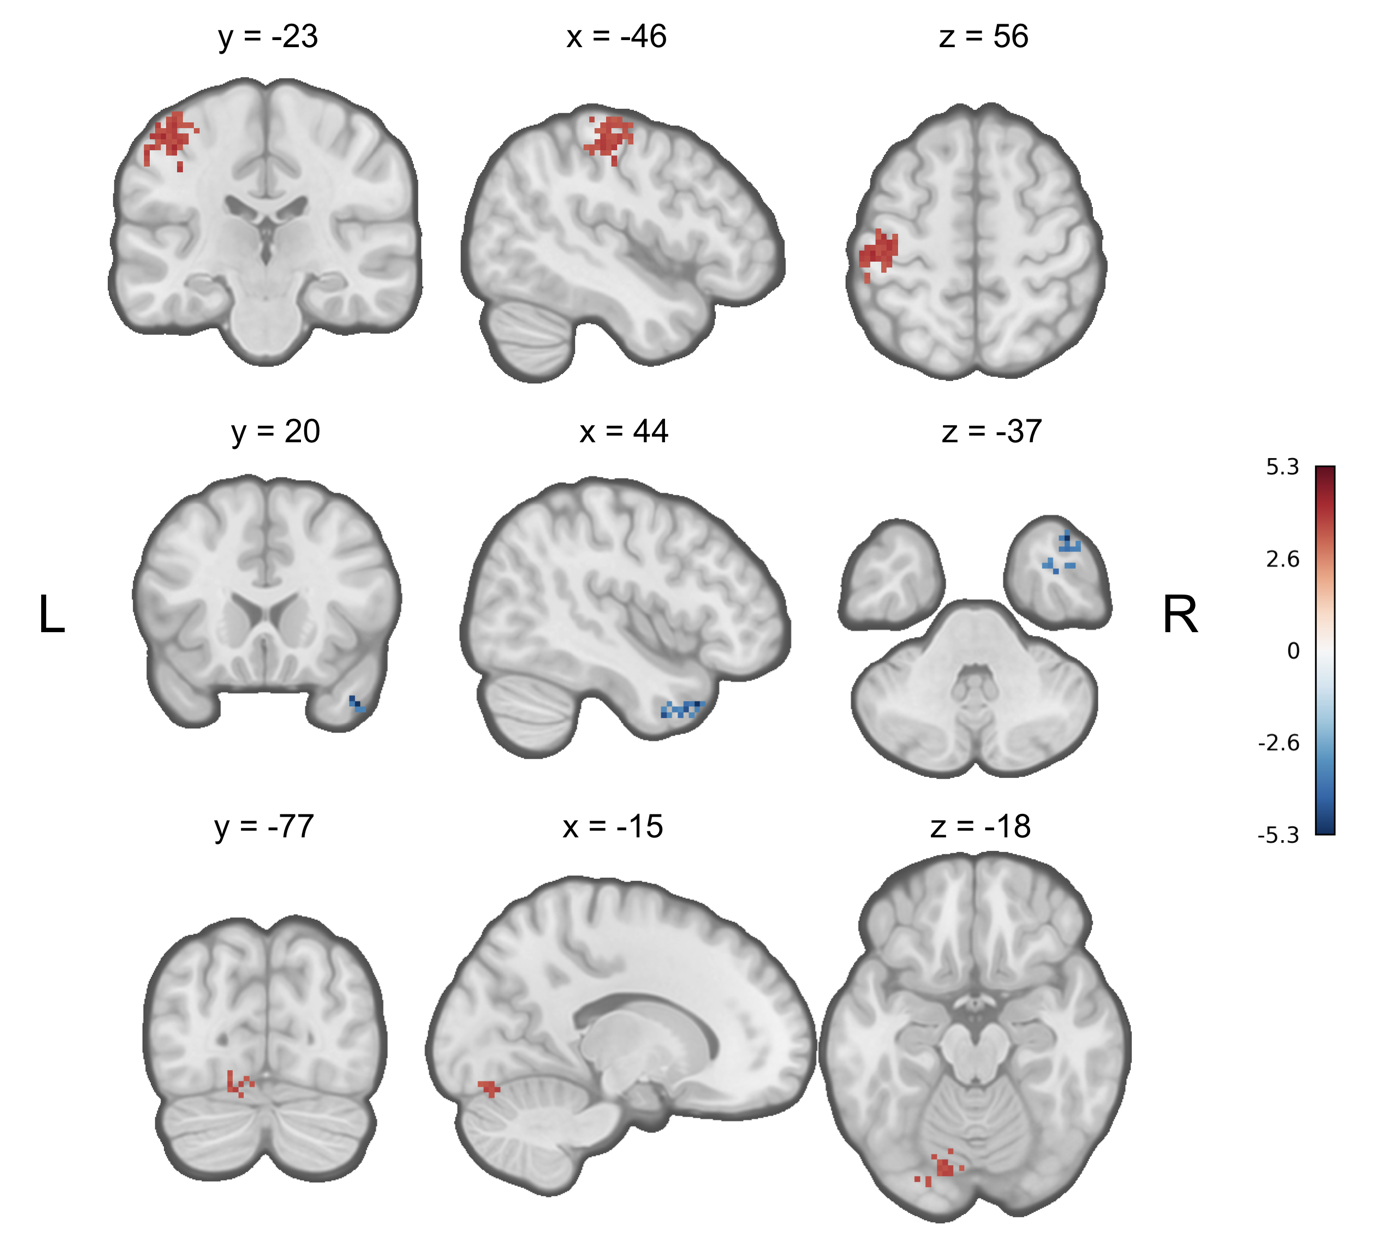 y = -23
x = -46
z = 56
y = 20
x = 44
z = -37
5.3
2.6
0
-2.6
-5.3
L
R
y = -77
x = -15
z = -18